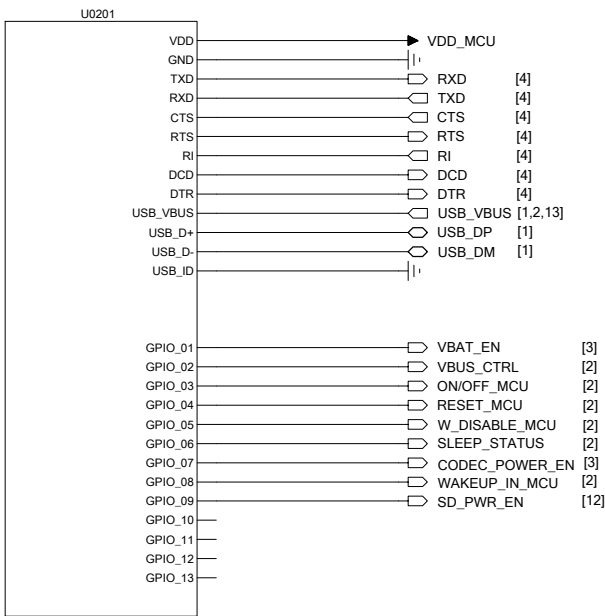 U0201
VDD VDD_MCU
GND
TXD RXD [4]
RXD TXD [4]
CTS CTS [4]
RTS RTS [4]
RI RI [4]
DCD DCD [4]
DTR DTR [4]
USB_VBUS USB_VBUS [1,2,13]
USB_D+ USB_DP [1]
USB_D- USB_DM [1]
USB_ID
GPIO_01 VBAT_EN [3]
GPIO_02 VBUS_CTRL [2]
GPIO_03 ON/OFF_MCU [2]
GPIO_04 RESET_MCU [2]
GPIO_05 W_DISABLE_MCU [2]
GPIO_06 SLEEP_STATUS [2]
GPIO_07 CODEC_POWER_EN [3]
GPIO_08 WAKEUP_IN_MCU [2]
GPIO_09 SD_PWR_EN [12]
GPIO_10
GPIO_11
GPIO_12
GPIO_13